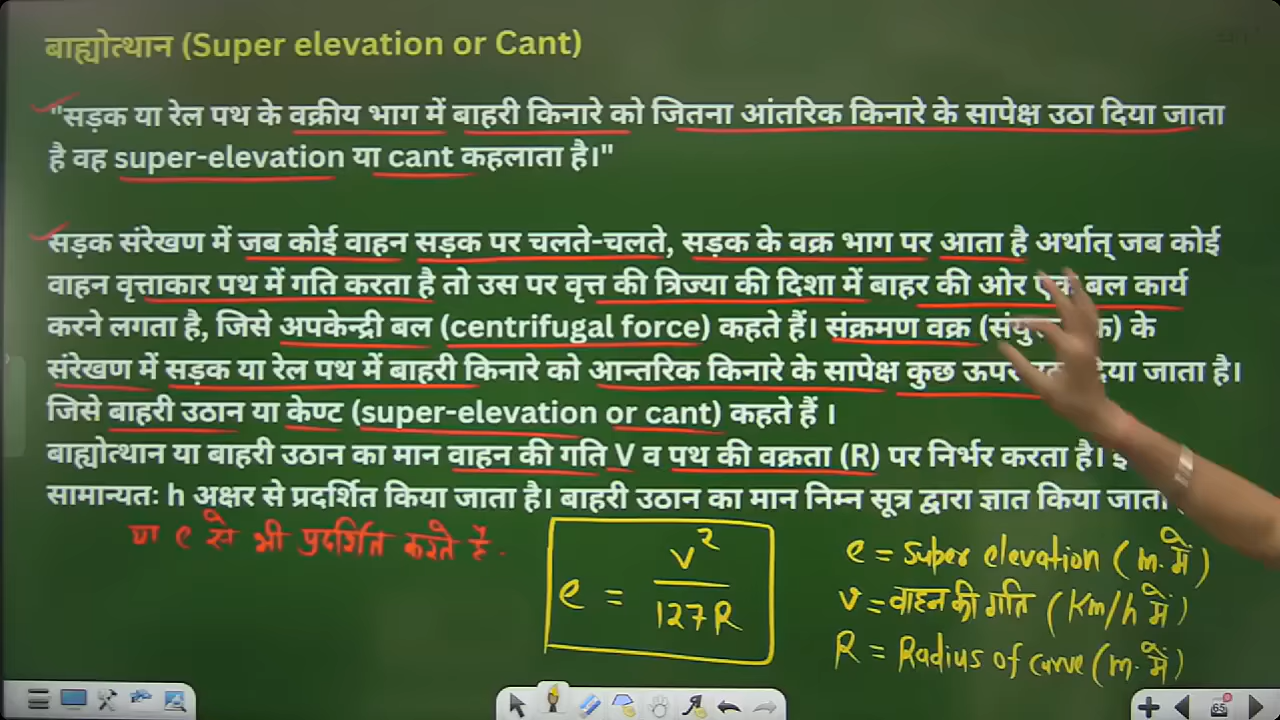 बाह्योत्थान (Super elevation or Cant)
"सड़क या रेल पथ के वक्रीय भाग में बाहरी किनारे को जितना आंतरिक किनारे के सापेक्ष उठा दिया जाता
है वह super-elevation या cant कहलाता है।"
सड़क संरेखण में जब कोई वाहन सड़क पर चलते-चलते, सड़क के वक्र भाग पर आता है अर्थात् जब कोई
वाहन वृत्ताकार पथ में गति करता है तो उस पर वृत्त की त्रिज्या की दिशा में बाहर की ओर एक बल कार्य
करने लगता है, जिसे अपकेन्द्री बल (centrifugal force) कहते हैं। संक्रमण वक्र के
संरेखण में सड़क या रेल पथ में बाहरी किनारे को आन्तरिक किनारे के सापेक्ष कुछ ऊपर दिया जाता है।
जिसे बाहरी उठान या केण्ट (super-elevation or cant) कहते हैं ।
बाह्योत्थान या बाहरी उठान का मान वाहन की गति V व पथ की वक्रता (R) पर निर्भर करता है।
सामान्यतः h अक्षर से प्रदर्शित किया जाता है। बाहरी उठान का मान निम्न सूत्र द्वारा ज्ञात किया जाता
या e से भी प्रदर्शित करते है.
e = v² / 127R
e = Super elevation (m. में)
v = वाहन की गति (Km/h में)
R = Radius of curve (m. में)
65